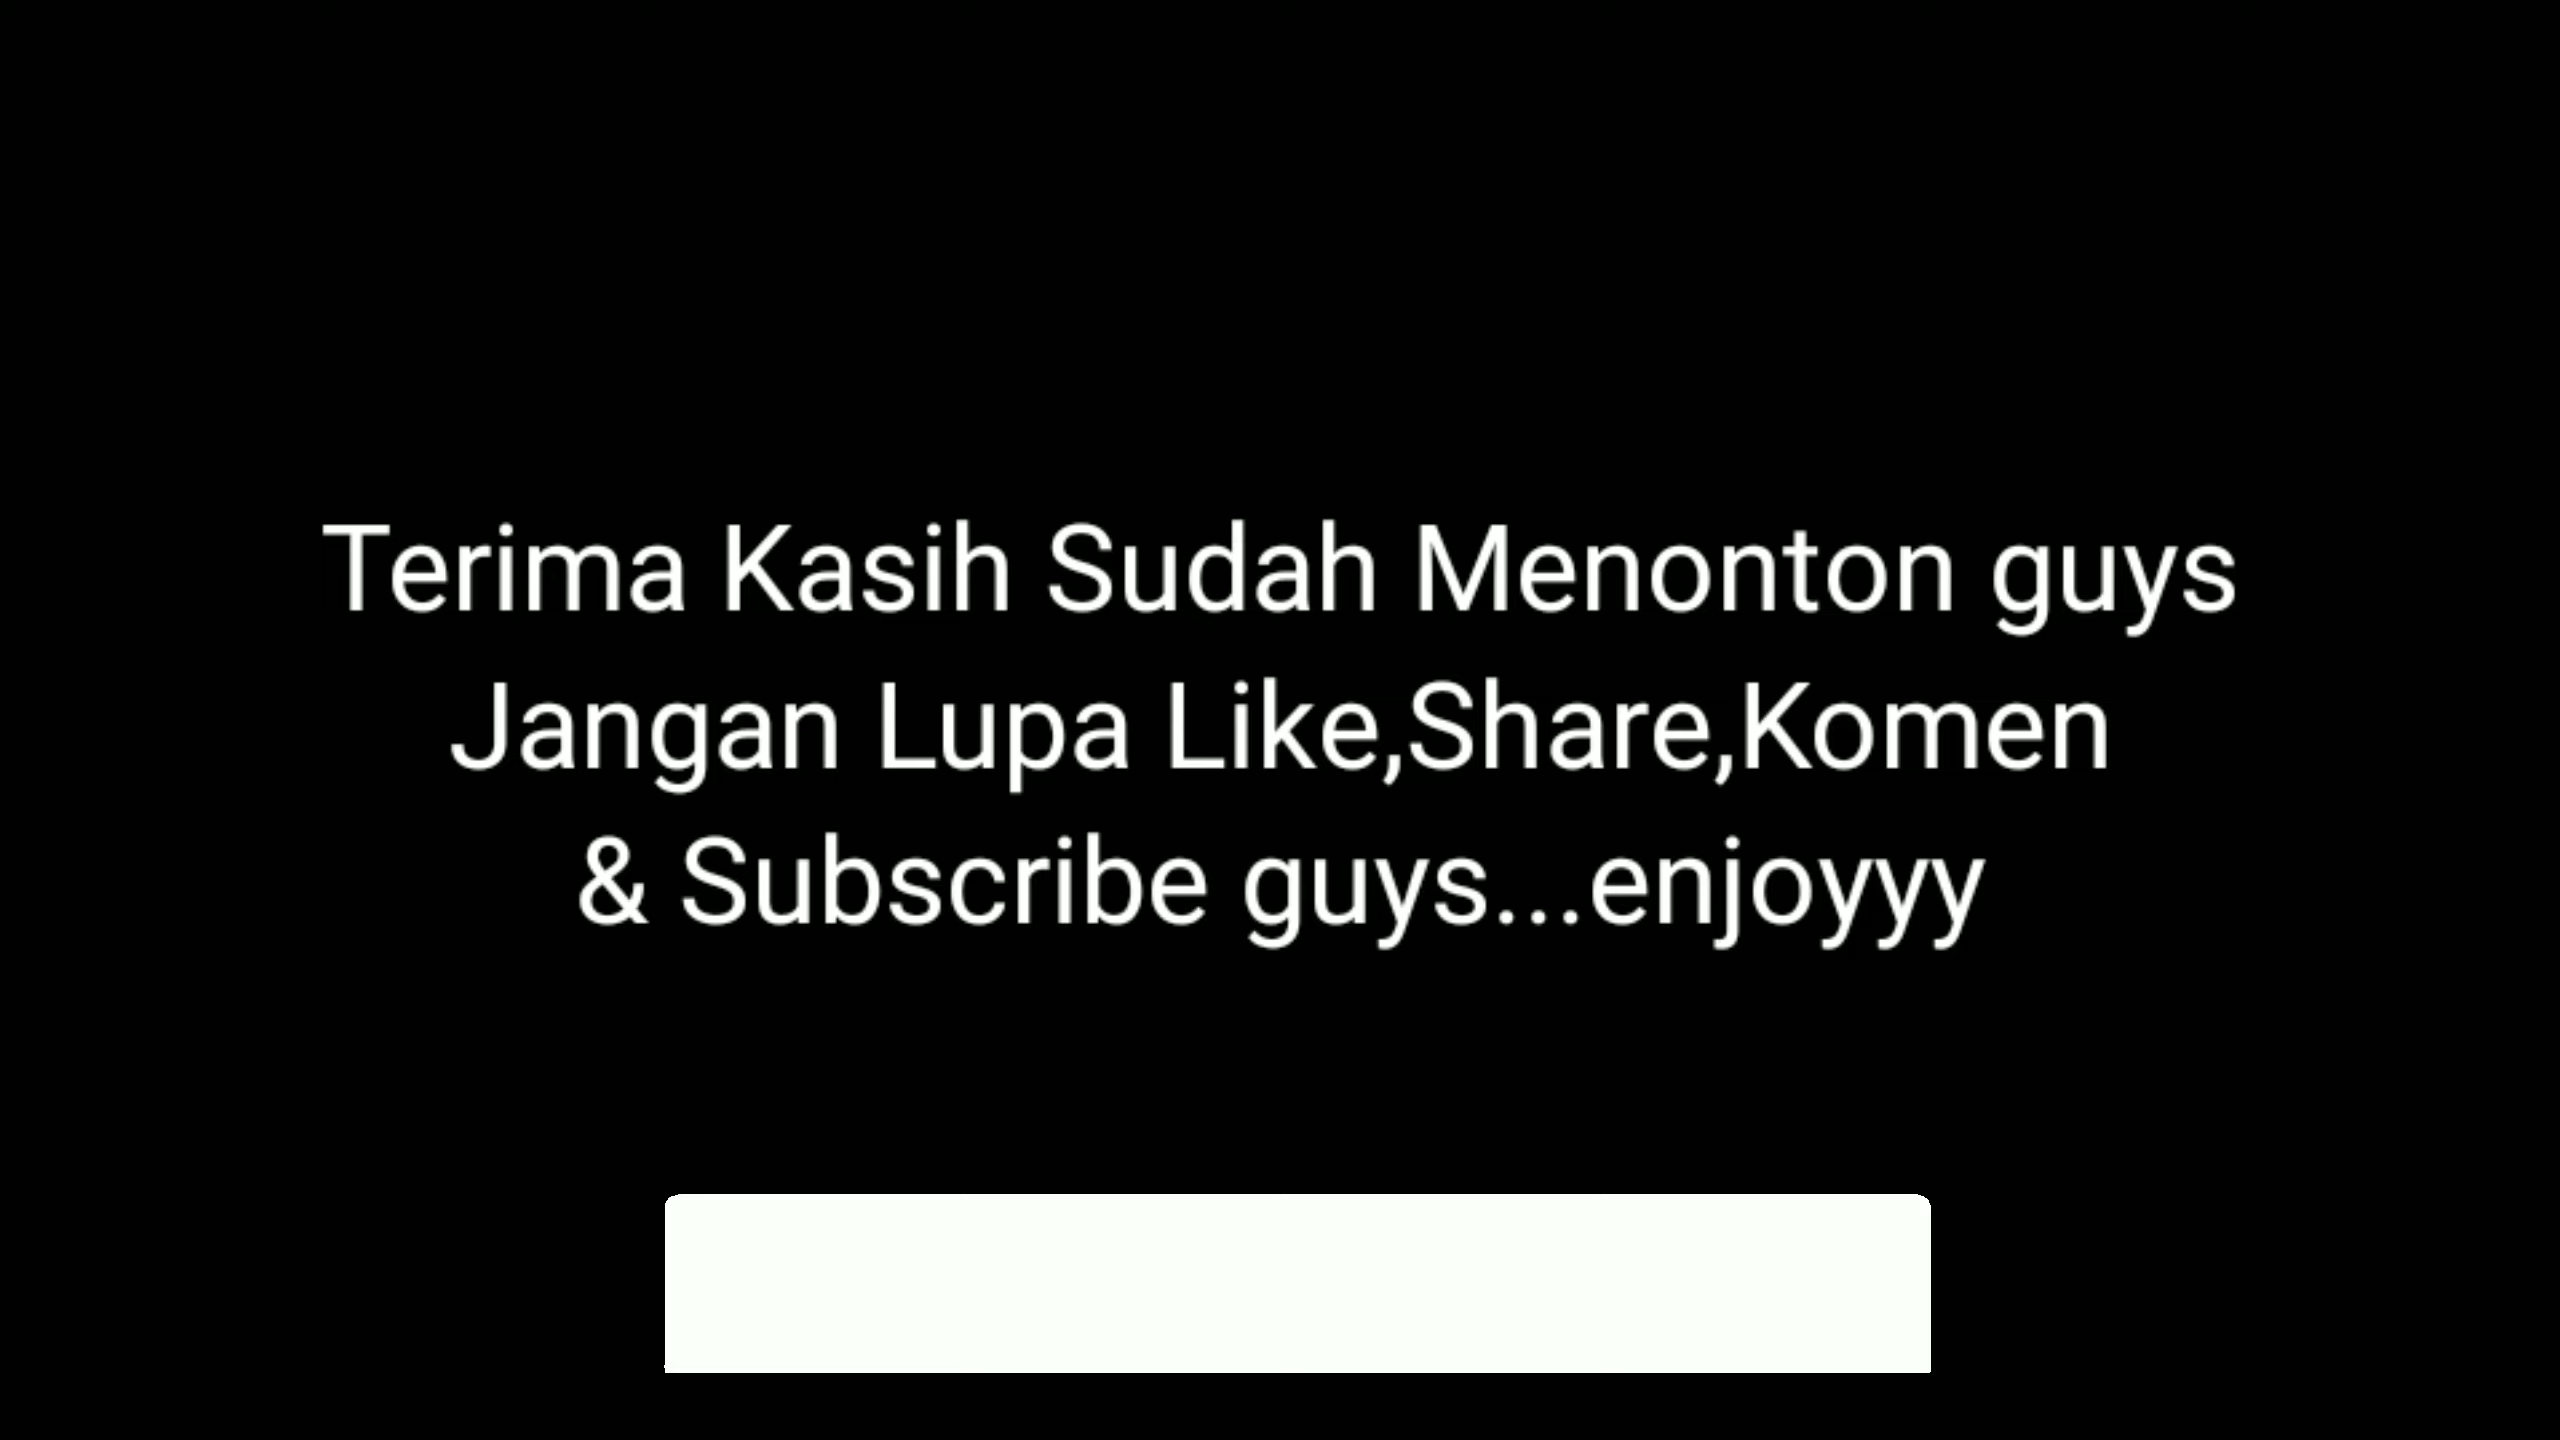 Terima Kasih Sudah Menonton guys
Jangan Lupa Like,Share,Komen
& Subscribe guys...enjoyyy